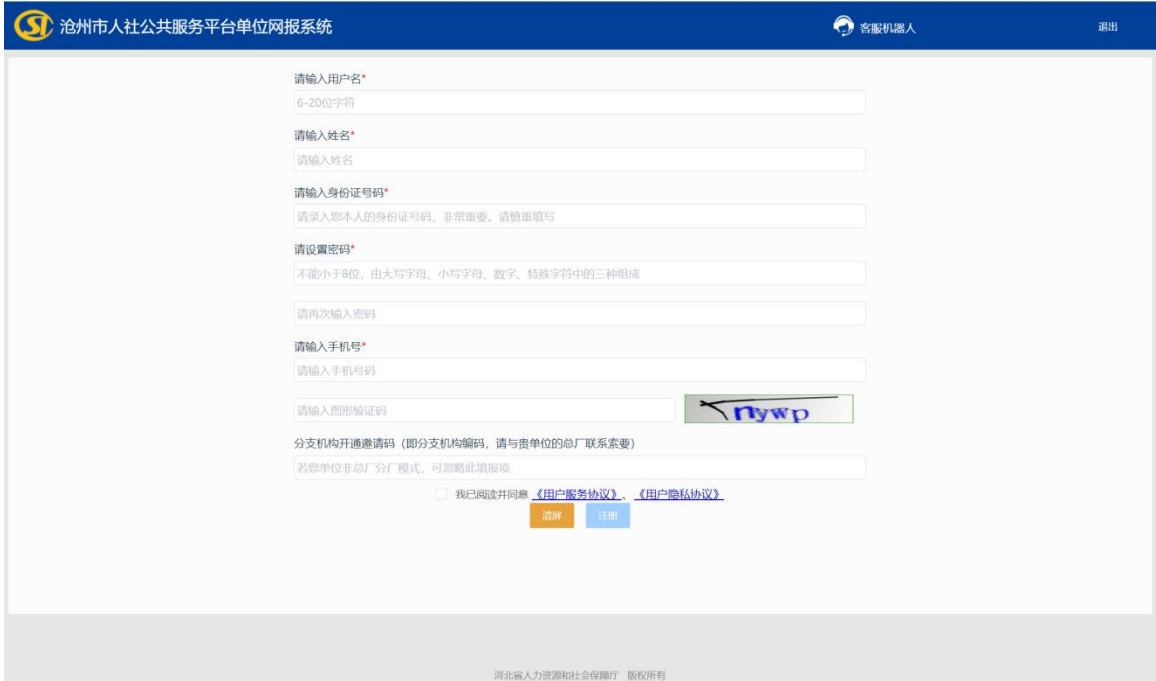 沧州市人社公共服务平台单位网报系统
客服机器人
退出
请输入用户名*
6-20位字符
请输入姓名*
请输入姓名
请输入身份证号码*
请录入您本人的身份证号码，非常重要。请慎重填写
请设置密码*
不能小于8位，由大写字母、小写字母、数字、特殊字符中的三种组成
请再次输入密码
请输入手机号*
请输入手机号码
请输入图形验证码
nywp
分支机构开通邀请码（即分支机构编码，请与贵单位的总厂联系索要）
若您单位非总厂分厂模式，可忽略此填报项
我已阅读并同意《用户服务协议》、《用户隐私协议》
清屏 注册
河北省人力资源和社会保障厅 版权所有